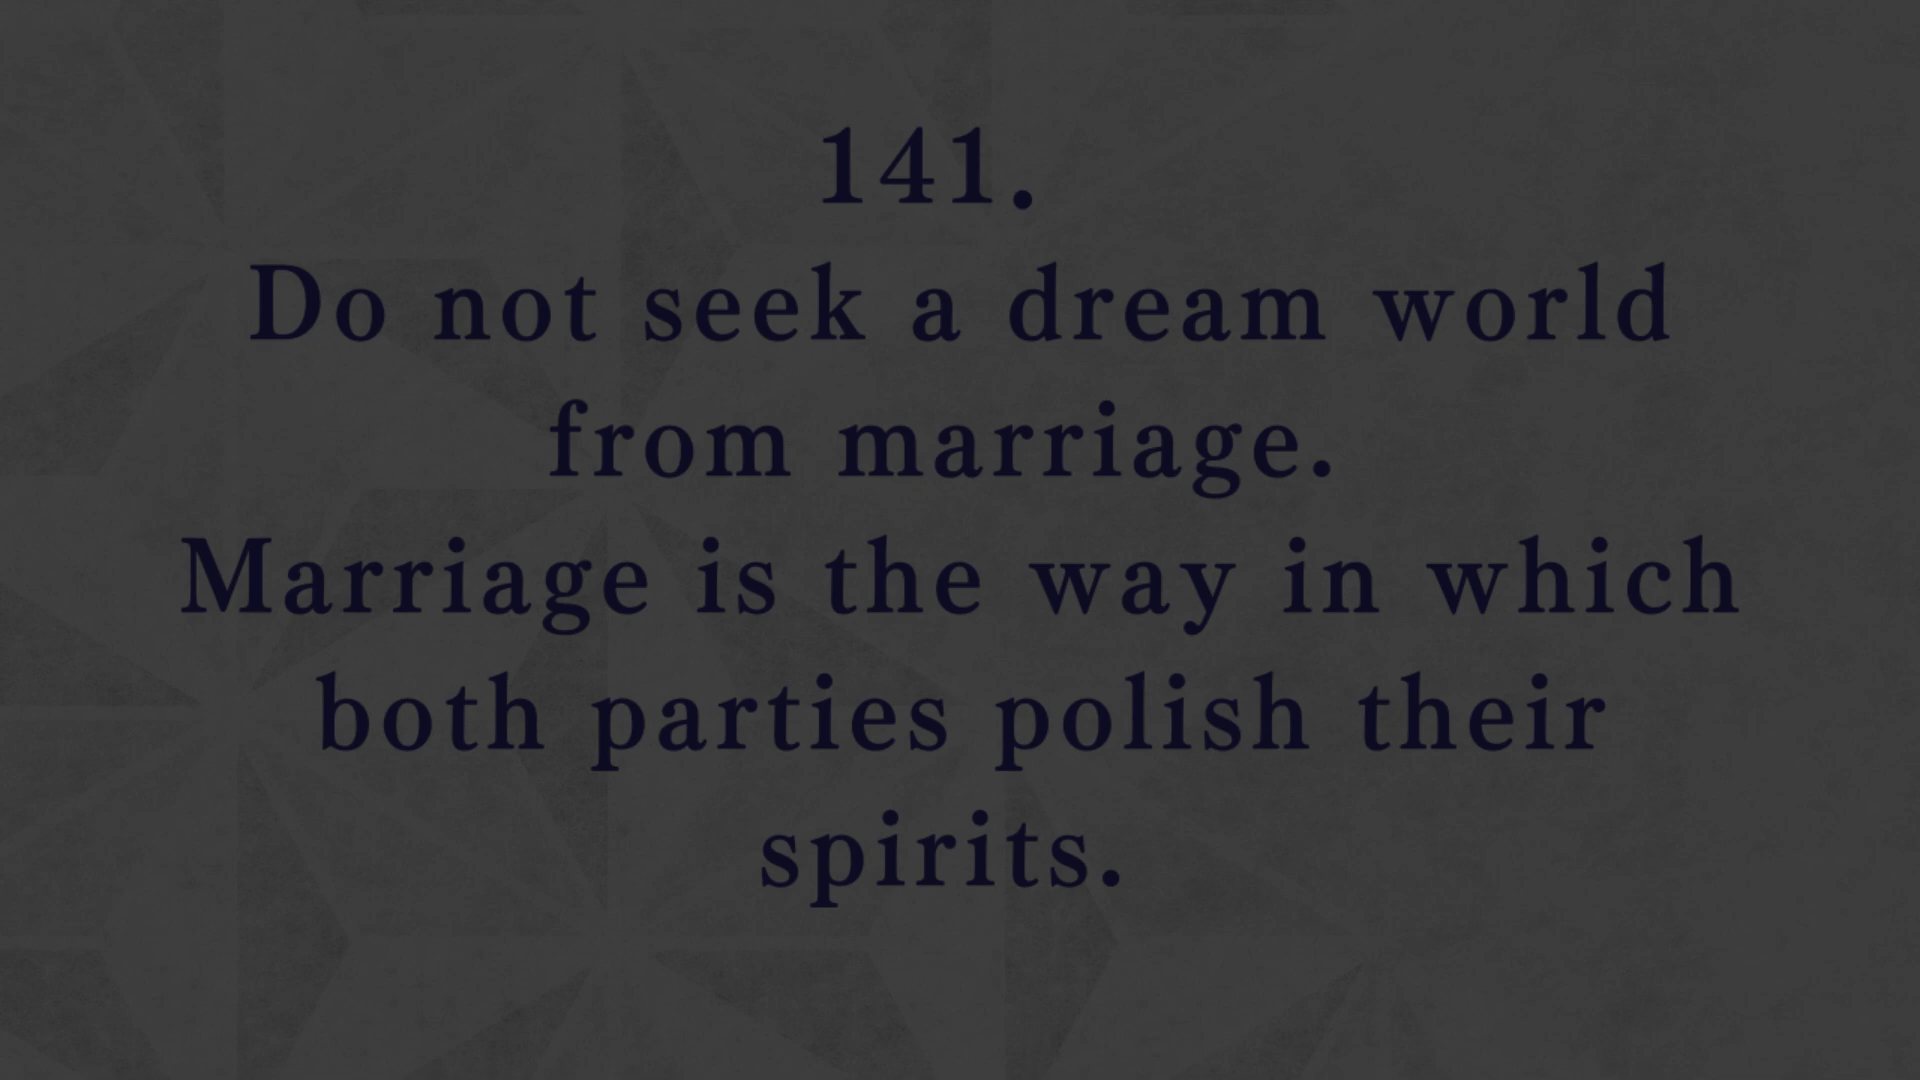 141.
Do not seek a dream world
from marriage.
Marriage is the way in which
both parties polish their
spirits.